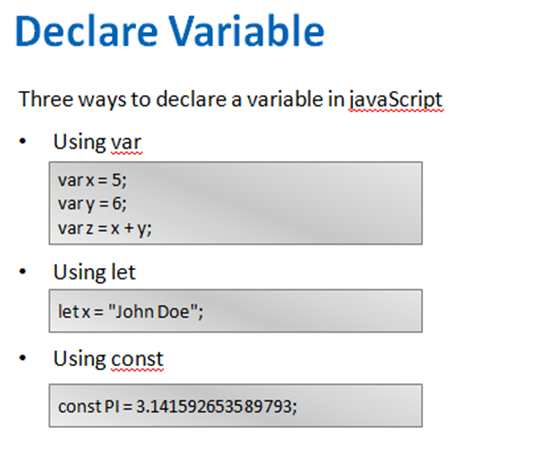 Declare Variable
Three ways to declare a variable in javaScript
• Using var
var x = 5;
var y = 6;
var z = x + y;
• Using let
let x = "John Doe";
• Using const
const PI = 3.141592653589793;